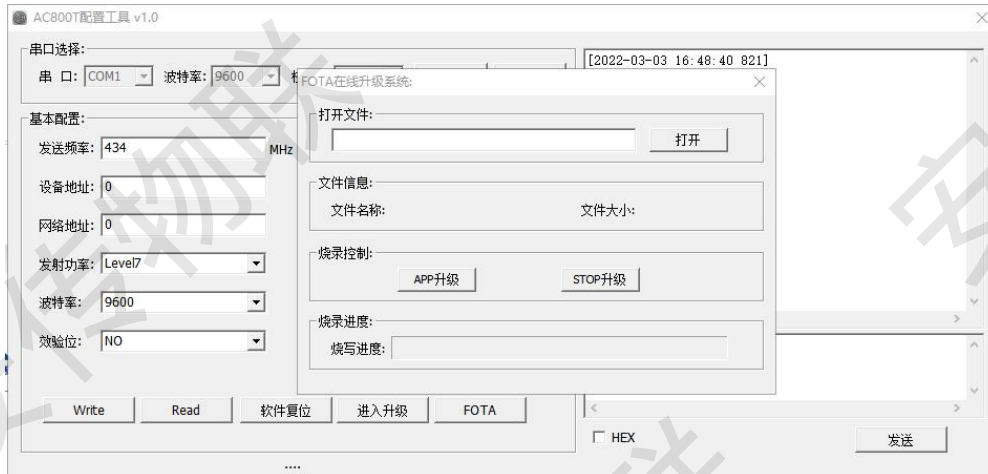 AC800T配置工具 v1.0
串口选择:
串 口: COM1 波特率: 9600
[2022-03-03 16:48:40 821]
FOTA在线升级系统:
打开文件:
打开
文件信息:
文件名称: 文件大小:
烧录控制:
APP升级 STOP升级
烧录进度:
烧写进度:
基本配置:
发送频率: 434 MHz
设备地址: 0
网络地址: 0
发射功率: Level7
波特率: 9600
效验位: NO
Write Read 软件复位 进入升级 FOTA
HEX 发送
....
传物联
安